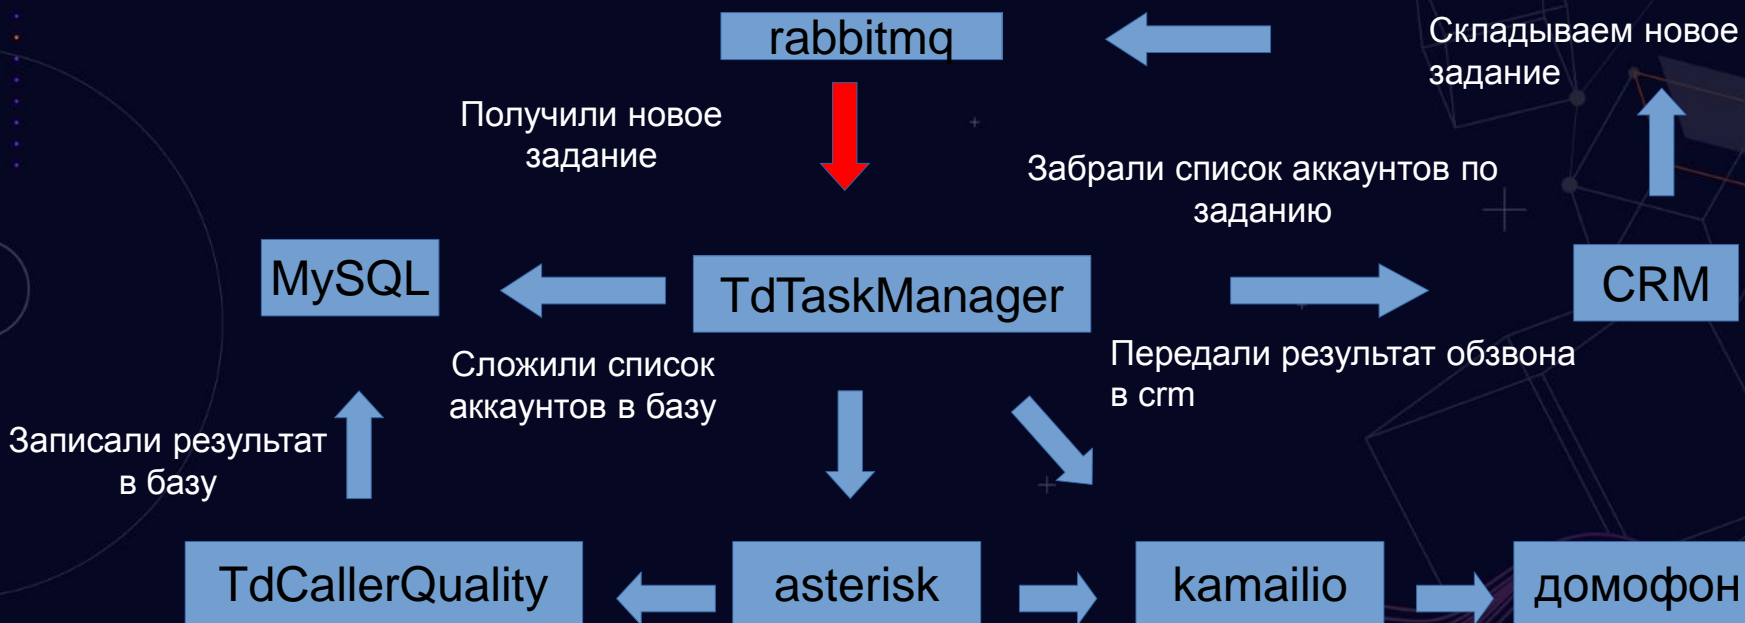 rabbitmq
Складываем новое
задание
Получили новое
задание
Забрали список аккаунтов по
заданию
MySQL
TdTaskManager
CRM
Сложили список
аккаунтов в базу
Передали результат обзвона
в crm
Записали результат
в базу
TdCallerQuality
asterisk
kamailio
домофон